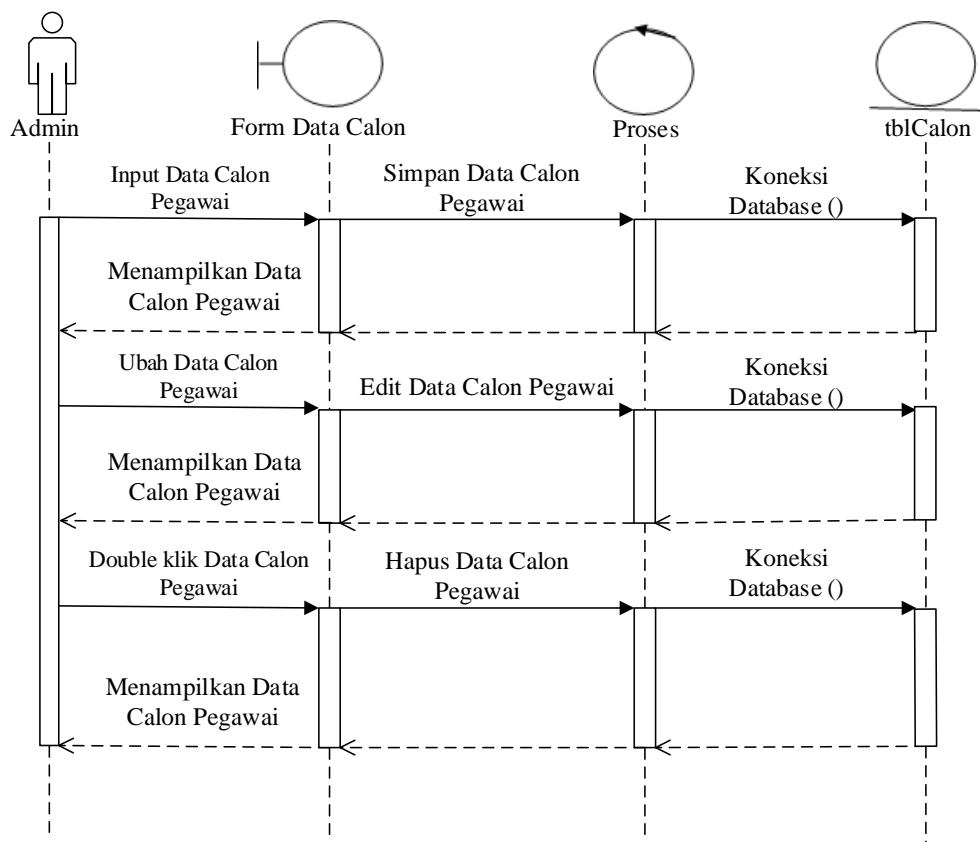 Admin
Form Data Calon
Proses
tblCalon
Input Data Calon
Pegawai
Simpan Data Calon
Pegawai
Koneksi
Database ()
Menampilkan Data
Calon Pegawai
Ubah Data Calon
Pegawai
Edit Data Calon Pegawai
Koneksi
Database ()
Menampilkan Data
Calon Pegawai
Double klik Data Calon
Pegawai
Hapus Data Calon
Pegawai
Koneksi
Database ()
Menampilkan Data
Calon Pegawai